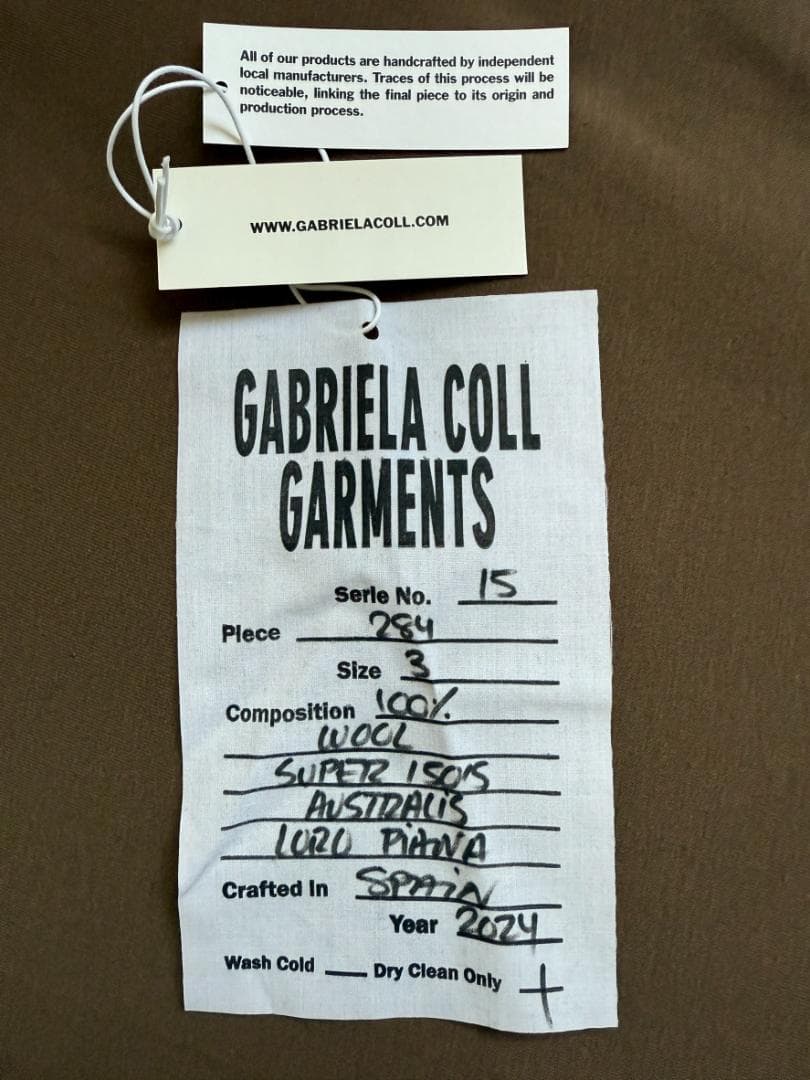 All of our products are handcrafted by independent
local manufacturers. Traces of this process will be
noticeable, linking the final piece to its origin and
production process.
WWW.GABRIELACOLL.COM
GABRIELA COLL
GARMENTS
Serie No. 15
Piece 284
Size 3
Composition 100%
WOOL
SUPER 150'S
AUSTRALIS
LORO PIANA
Crafted In SPAIN
Year 2024
Wash Cold Dry Clean Only +